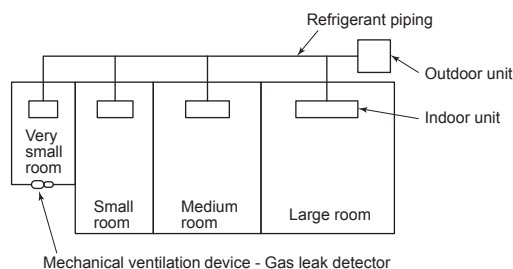 Refrigerant piping
Outdoor unit
Indoor unit
Very
small
room
Small
room
Medium
room
Large room
Mechanical ventilation device - Gas leak detector